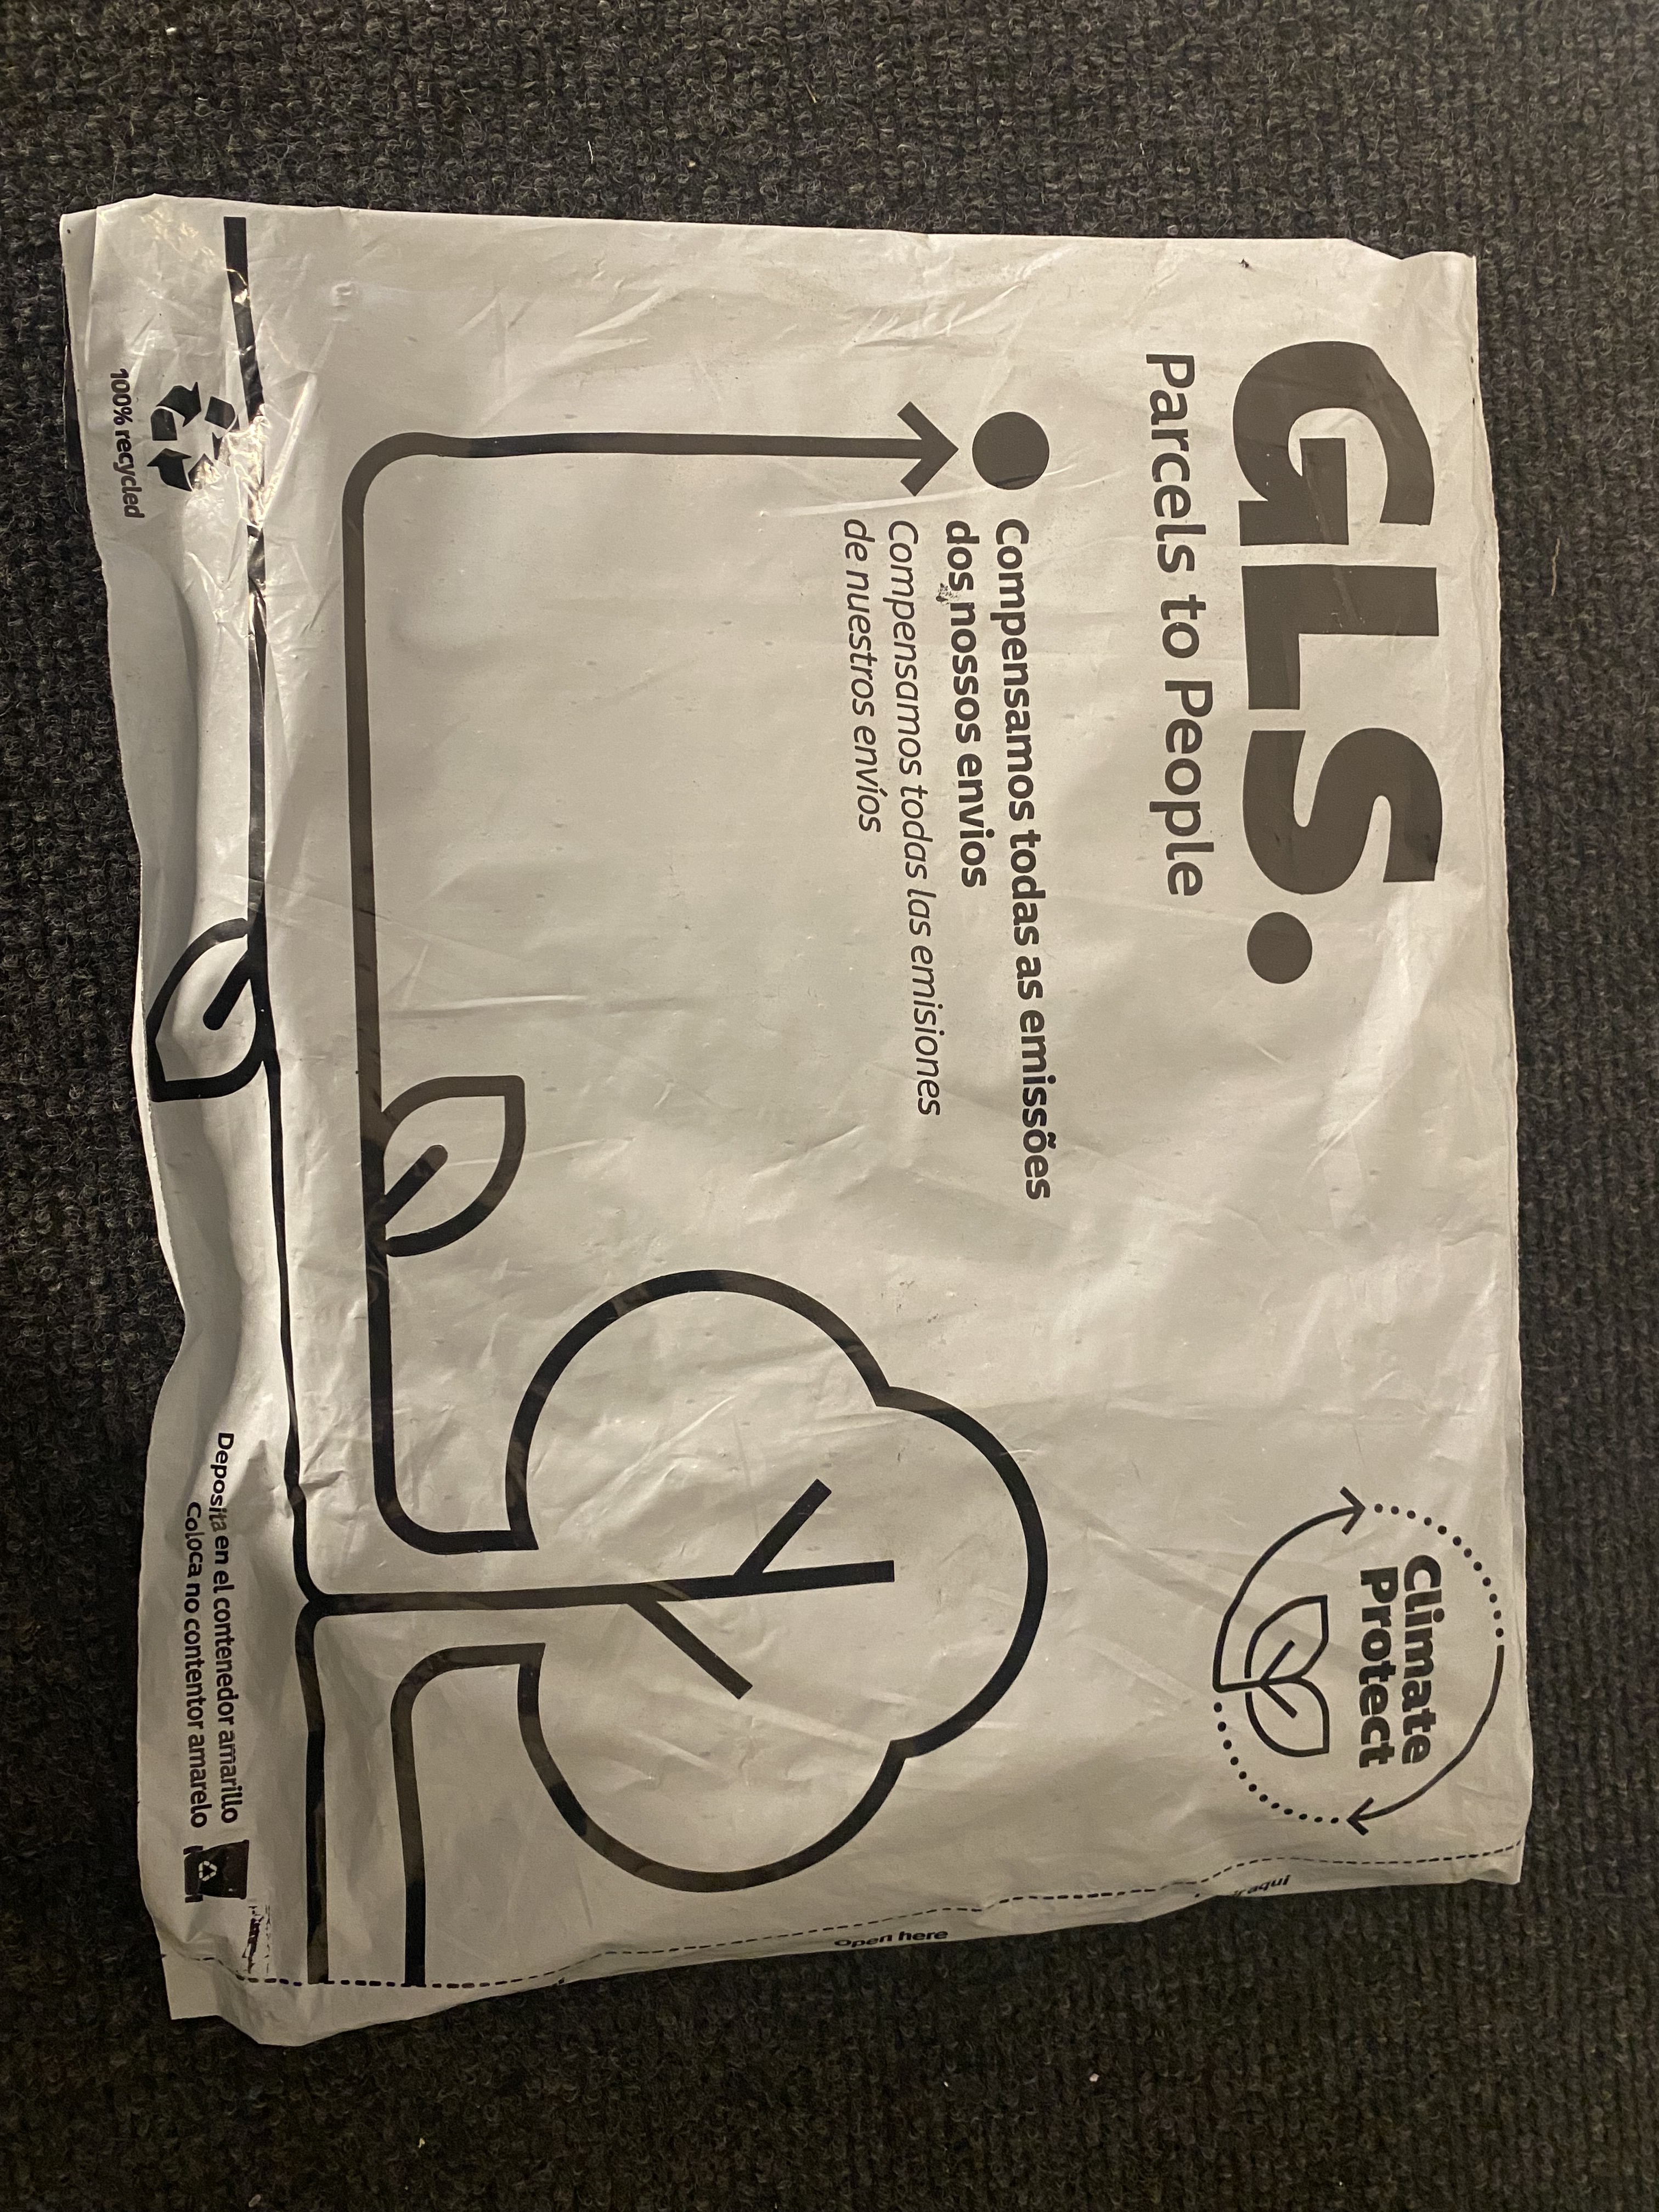 GLS.
Parcels to People
Climate
Protect
Compensamos todas as emissões
dos nossos envios
Compensamos todas las emisiones
de nuestros envíos
100% recycled
Deposita en el contenedor amarillo
Coloca no contentor amarelo
Open here
aqui